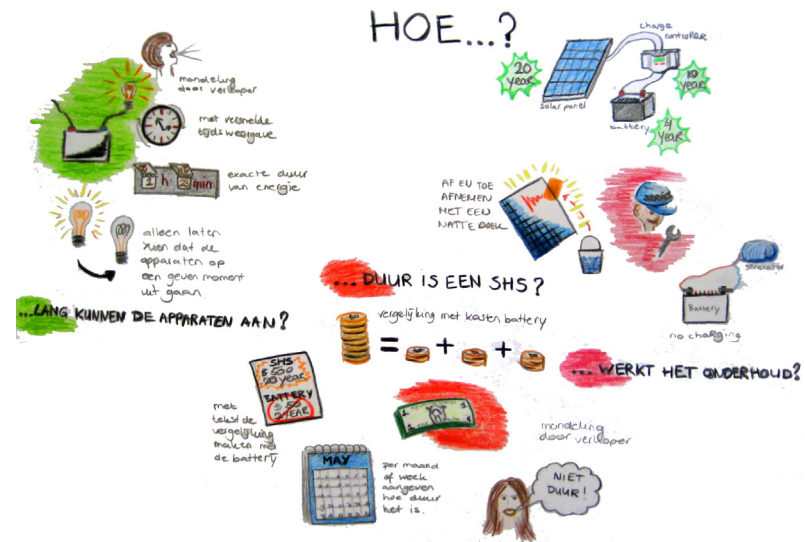 HOE...?
mondeling
door verkoper
met versnelde
tijdsweergave
1 h 23 min
exacte duur
van energie
alleen laten
zien dat de
apparaten op
een geven moment
uit gaan
...LANG KUNNEN DE APPARATEN AAN?
charge
controller
20
year
solar panel
10
year
battery
4
year
AF EN TOE
AFNEMEN
MET EEN
NATTE DOEK
SERVICE
generator
Battery
no charging
...WERKT HET ONDERHOUD?
...DUUR IS EEN SHS?
vergelijking met kosten battery
= + +
SHS
$ 500
20 year
BATTERY
$ 50
2 YEAR
met
tekst de
vergelijking
maken met
de battery
MAY
per maand
of week
aangeven
hoe duur
het is.
mondeling
door verkoper
NIET
DUUR!